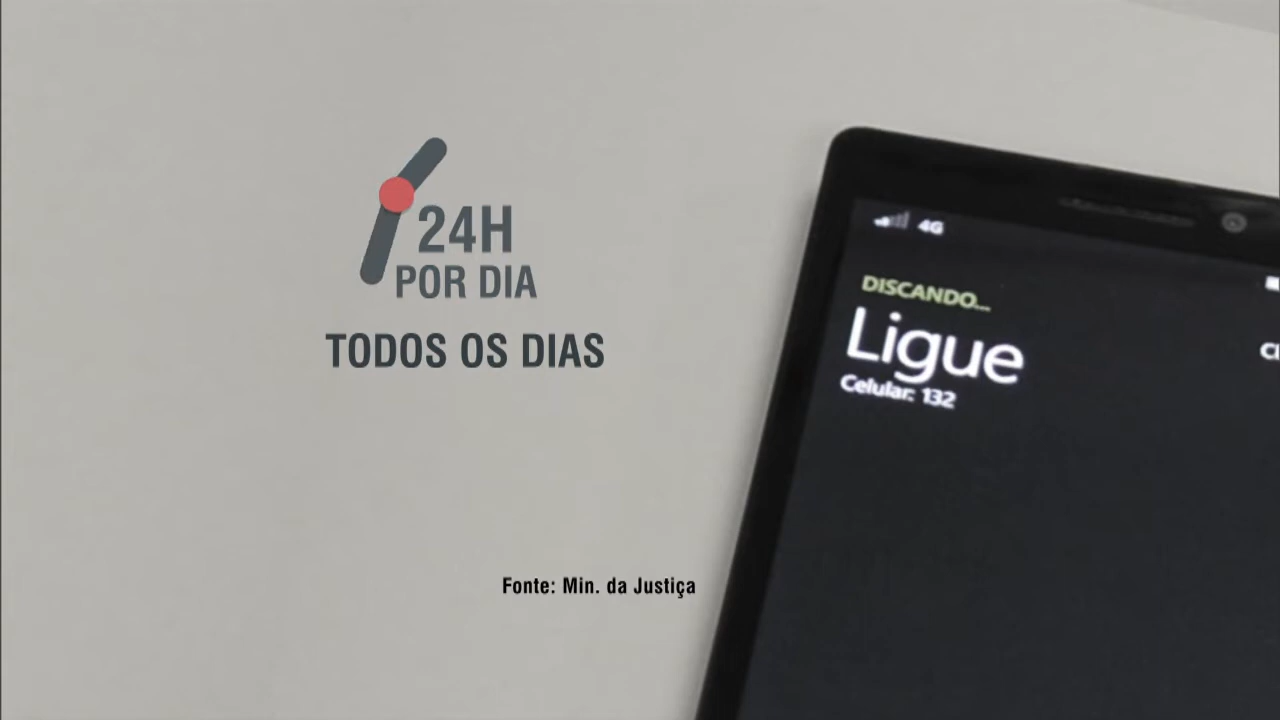 24H
POR DIA
TODOS OS DIAS
Fonte: Min. da Justiça
4G
DISCANDO...
Ligue
Celular: 132